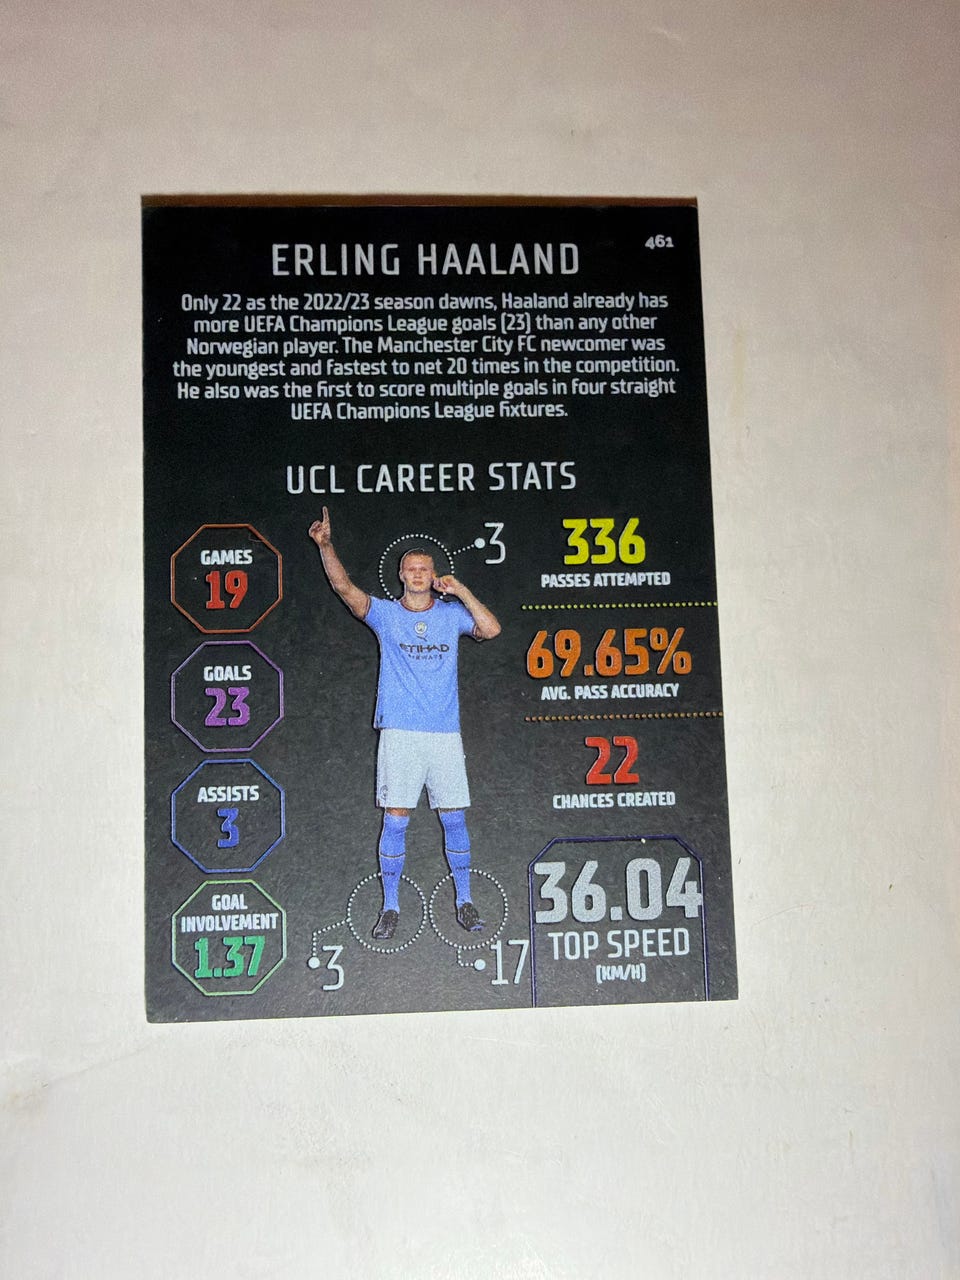 461
ERLING HAALAND
Only 22 as the 2022/23 season dawns, Haaland already has
more UEFA Champions League goals (23) than any other
Norwegian player. The Manchester City FC newcomer was
the youngest and fastest to net 20 times in the competition.
He also was the first to score multiple goals in four straight
UEFA Champions League fixtures.
UCL CAREER STATS
GAMES
19
GOALS
23
ASSISTS
3
GOAL
INVOLVEMENT
1.37
3
ETIHAD
AIRWAYS
3
17
336
PASSES ATTEMPTED
69.65%
AVG. PASS ACCURACY
22
CHANCES CREATED
36.04
TOP SPEED
(KM/H)